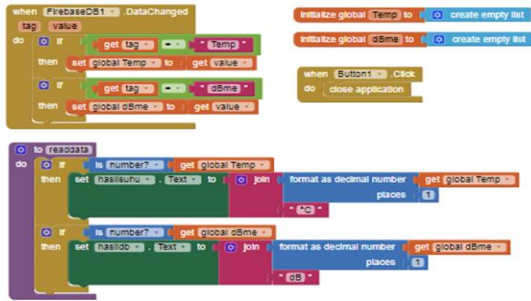 when FirebaseDB1 .DataChanged
tag value
do if get tag = " Temp "
then set global Temp to get value
if get tag = " dBme "
then set global dBme to get value
initialize global Temp to create empty list
initialize global dBme to create empty list
when Button1 .Click
do close application
to readdata
do if is number? get global Temp
then set hasilsuhu . Text to join format as decimal number get global Temp
places 1
" °C "
if is number? get global dBme
then set hasildb . Text to join format as decimal number get global dBme
places 1
" dB "